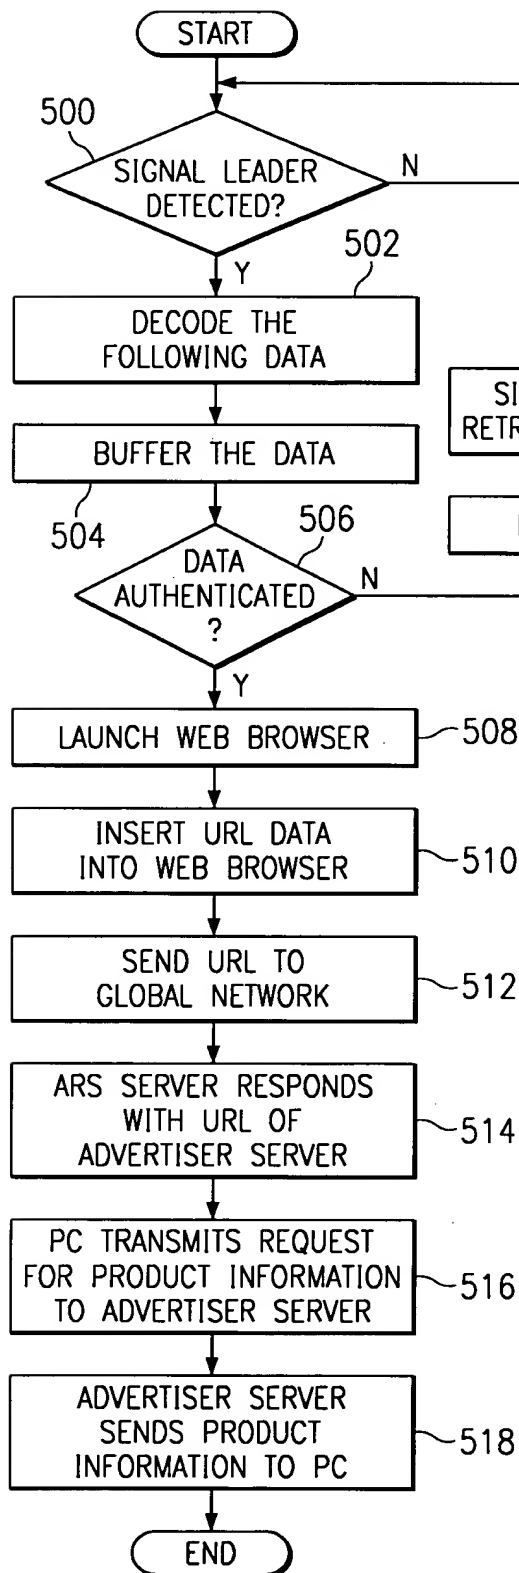 START
500
SIGNAL LEADER
DETECTED?
N
Y
502
DECODE THE
FOLLOWING DATA
BUFFER THE DATA
504
506
DATA
AUTHENTICATED
?
N
Y
LAUNCH WEB BROWSER
508
INSERT URL DATA
INTO WEB BROWSER
510
SEND URL TO
GLOBAL NETWORK
512
ARS SERVER RESPONDS
WITH URL OF
ADVERTISER SERVER
514
PC TRANSMITS REQUEST
FOR PRODUCT INFORMATION
TO ADVERTISER SERVER
516
ADVERTISER SERVER
SENDS PRODUCT
INFORMATION TO PC
518
END